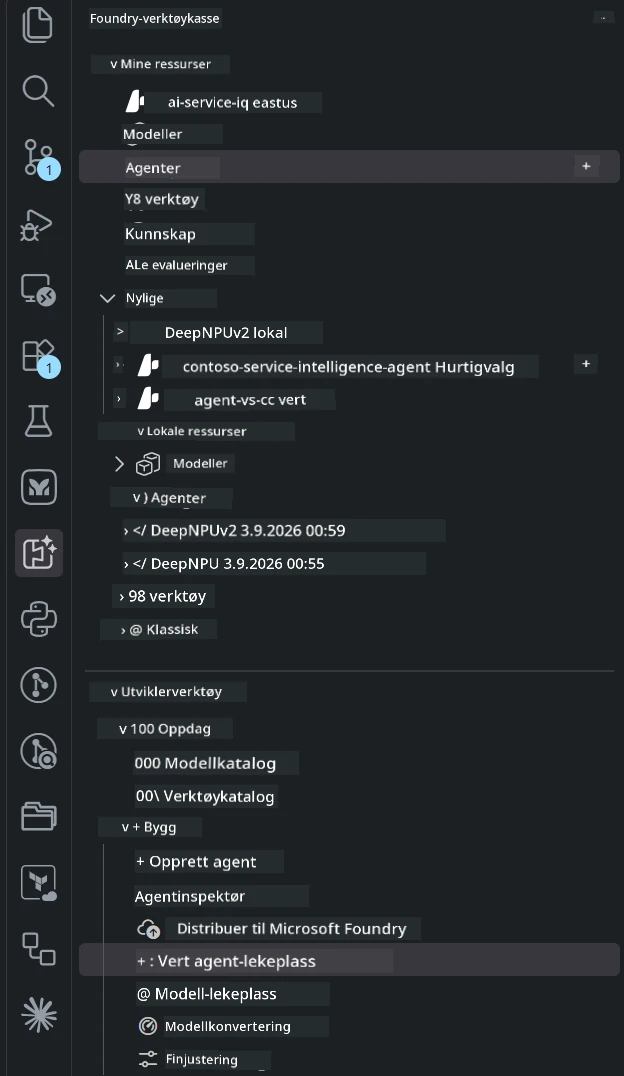 Foundry-verktøykasse
v Mine ressurser
ai-service-iq eastus
Modeller
Agenter +
Y8 verktøy
Kunnskap
ALe evalueringer
Nylige
> DeepNPUv2 lokal
› contoso-service-intelligence-agent Hurtigvalg +
› agent-vs-cc vert
v Lokale ressurser
Modeller
v ) Agenter
› </ DeepNPUv2 3.9.2026 00:59
› </ DeepNPU 3.9.2026 00:55
› 98 verktøy
› @ Klassisk
v Utviklerverktøy
v 100 Oppdag
000 Modellkatalog
00\ Verktøykatalog
v + Bygg
+ Opprett agent
Agentinspektør
Distribuer til Microsoft Foundry
+ : Vert agent-lekeplass
@ Modell-lekeplass
Modellkonvertering
Finjustering
1
1